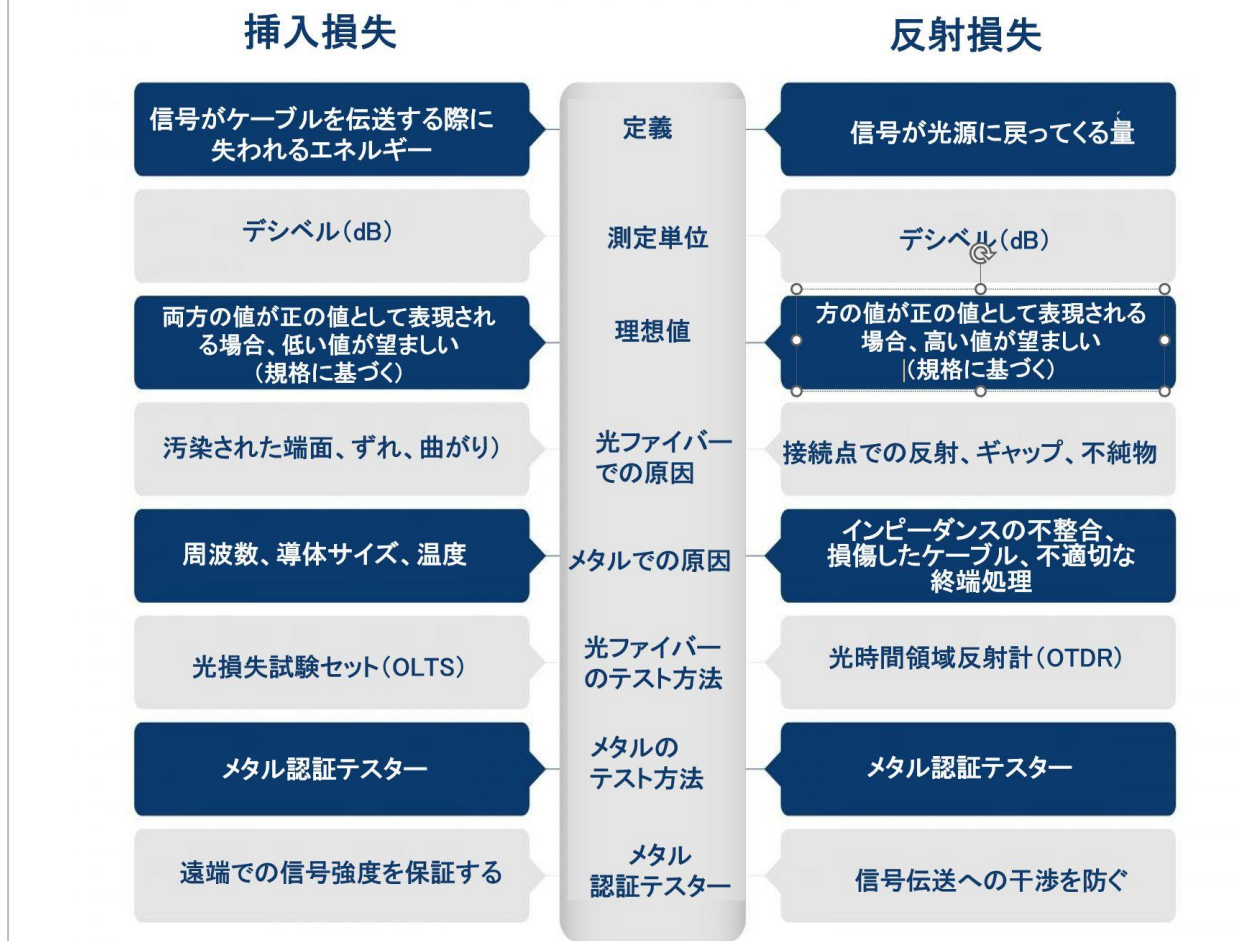 挿入損失
反射損失
信号がケーブルを伝送する際に
失われるエネルギー
定義
信号が光源に戻ってくる量
デシベル(dB)
測定単位
デシベル(dB)
両方の値が正の値として表現され
る場合、低い値が望ましい
(規格に基づく)
理想値
方の値が正の値として表現される
場合、高い値が望ましい
(規格に基づく)
汚染された端面、ずれ、曲がり)
光ファイバー
での原因
接続点での反射、ギャップ、不純物
周波数、導体サイズ、温度
メタルでの原因
インピーダンスの不整合、
損傷したケーブル、不適切な
終端処理
光損失試験セット(OLTS)
光ファイバー
のテスト方法
光時間領域反射計(OTDR)
メタル認証テスター
メタルの
テスト方法
メタル認証テスター
遠端での信号強度を保証する
メタル
認証テスター
信号伝送への干渉を防ぐ